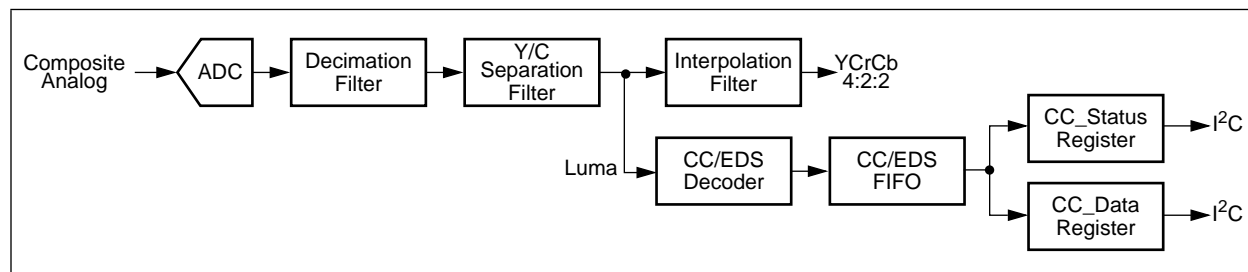 Composite
Analog
ADC
Decimation
Filter
Y/C
Separation
Filter
Interpolation
Filter
YCrCb
4:2:2
Luma
CC/EDS
Decoder
CC/EDS
FIFO
CC_Status
Register
I²C
CC_Data
Register
I²C